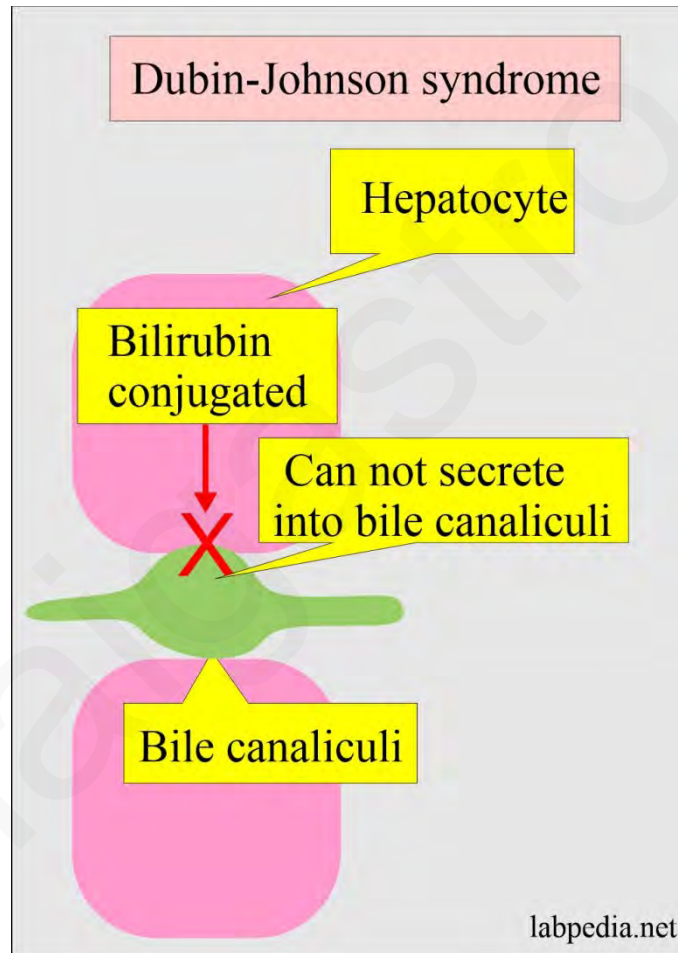 Dubin-Johnson syndrome
Hepatocyte
Bilirubin
conjugated
Can not secrete
into bile canaliculi
X
Bile canaliculi
labpedia.net